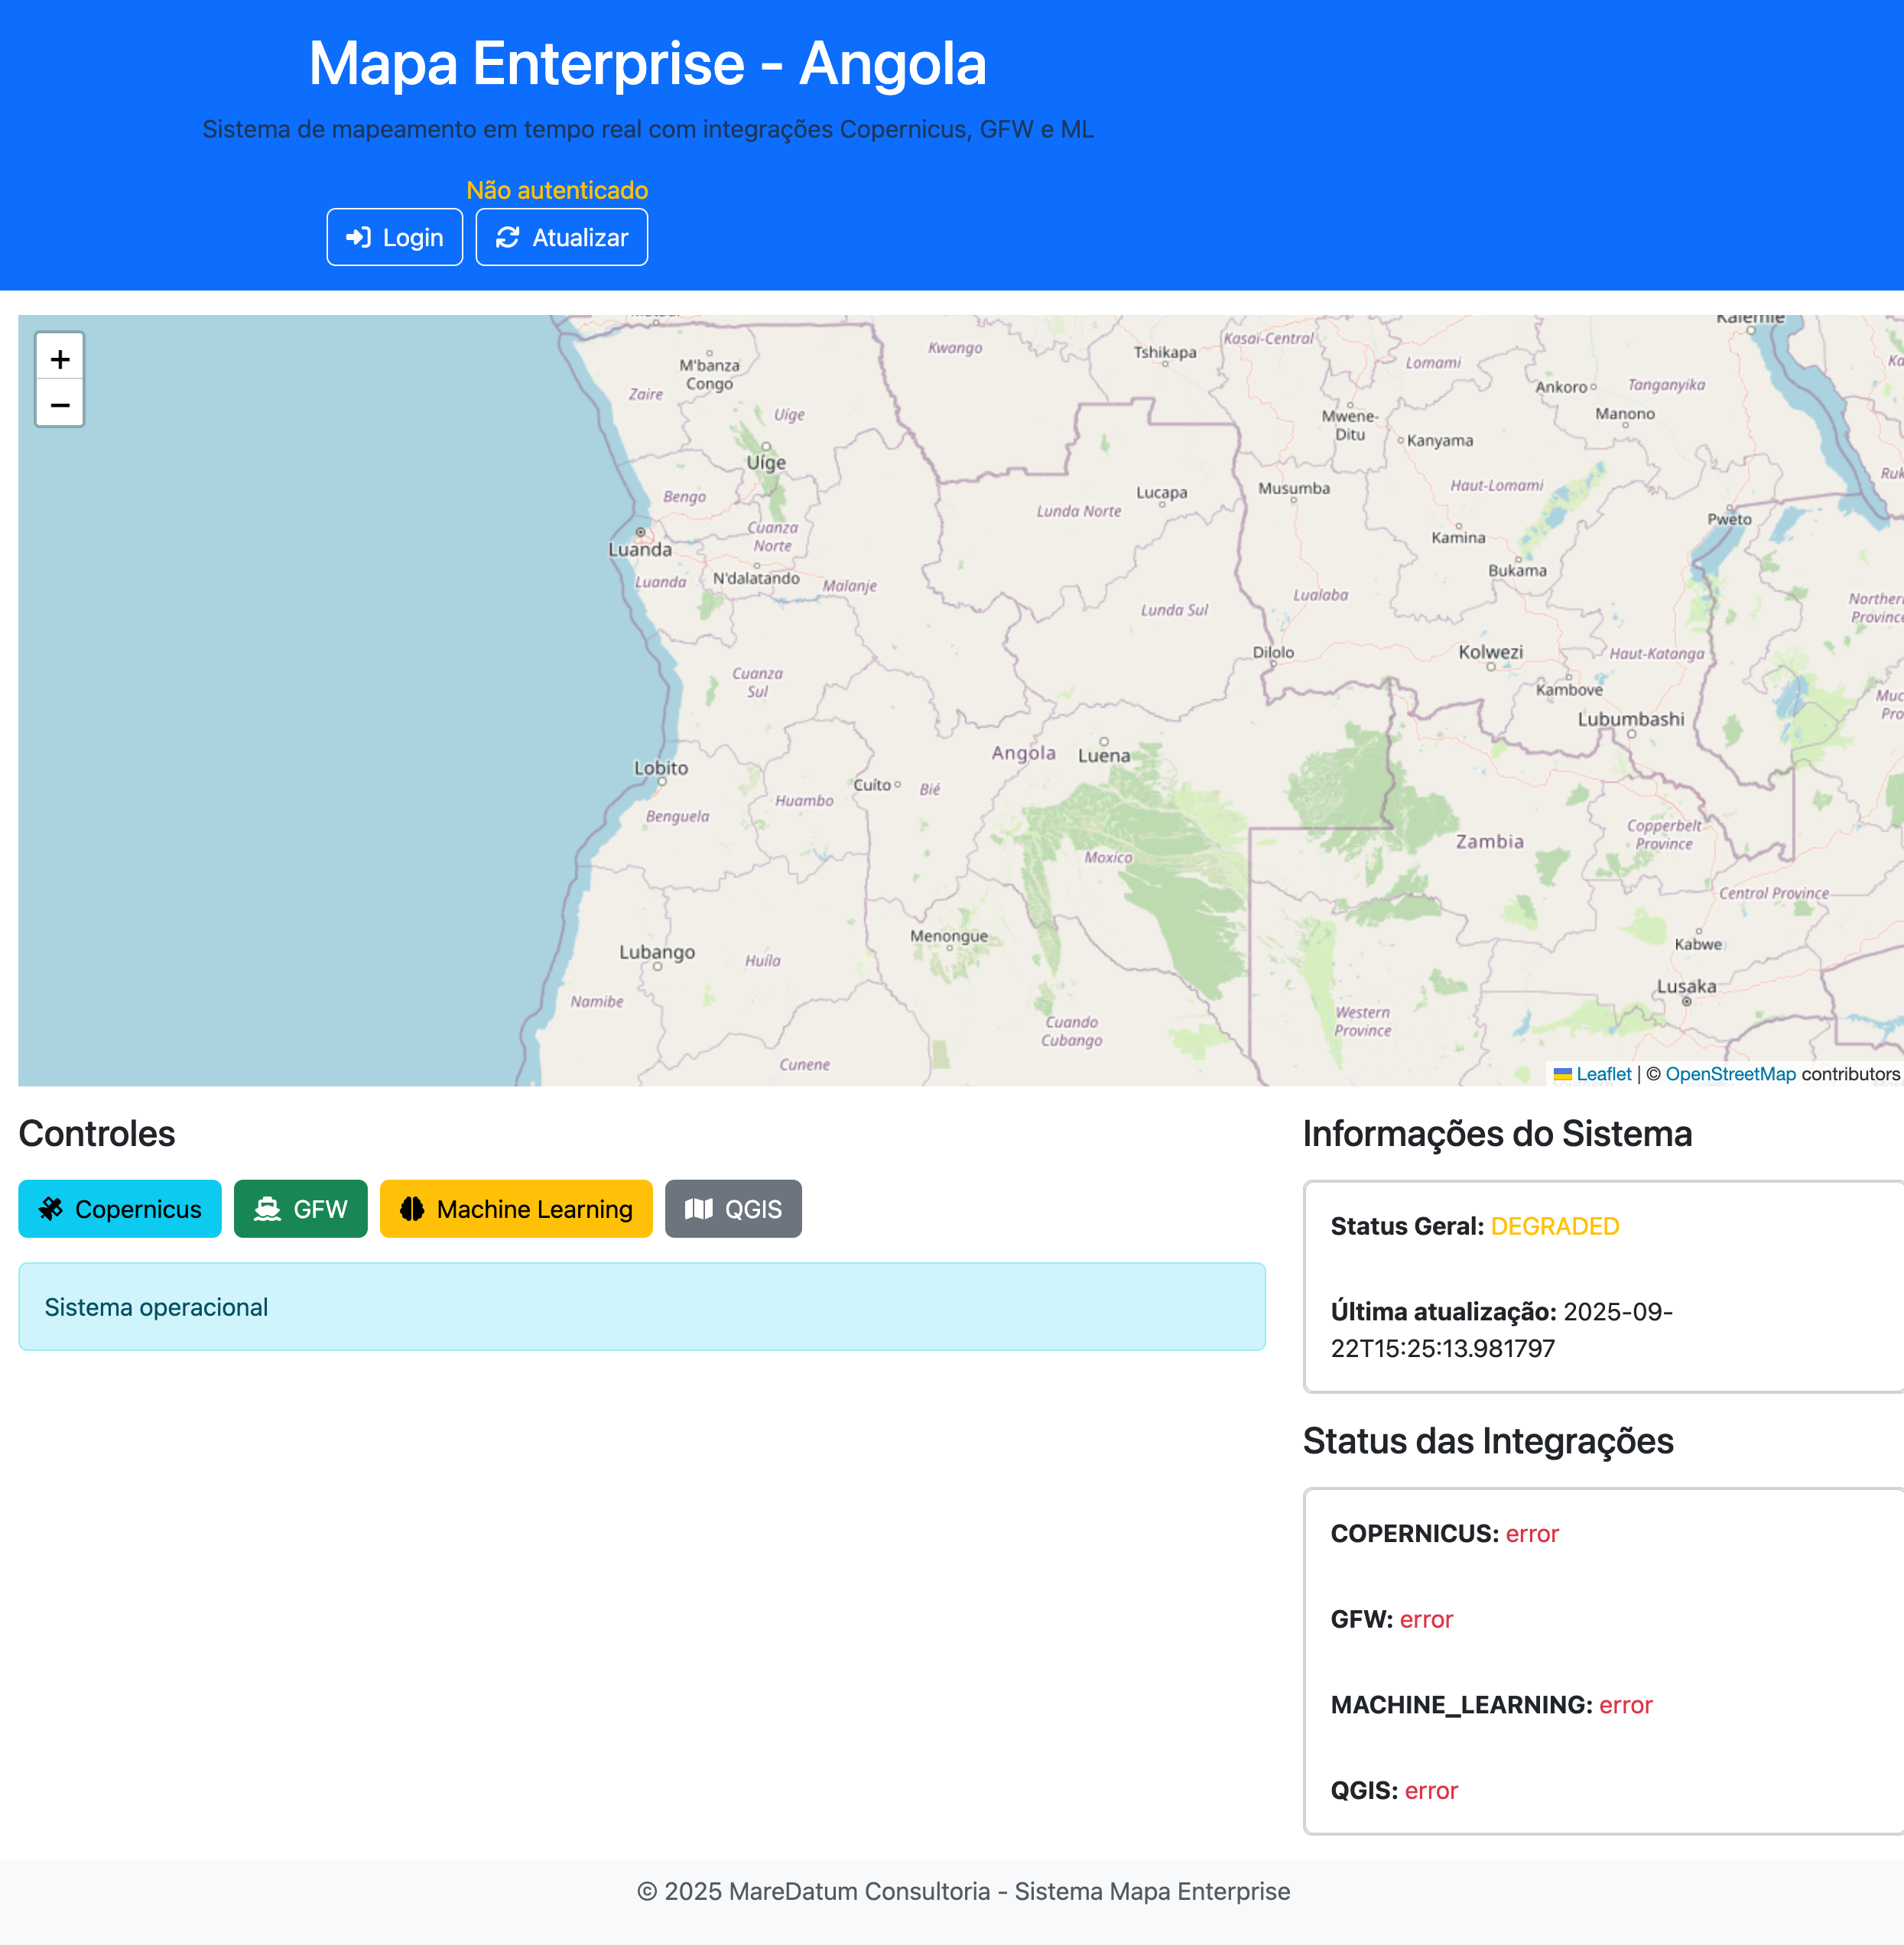 Mapa Enterprise - Angola
Sistema de mapeamento em tempo real com integrações Copernicus, GFW e ML
Não autenticado
Login
Atualizar
+
−
Kwango
Tshikapa
Kasaï-Central
Lomami
Kalemie
M'banza
Congo
Zaire
Uíge
Uíge
Ankoro
Tanganyika
Manono
Mwene-
Ditu
Kanyama
Bengo
Lucapa
Lunda Norte
Musumba
Haut-Lomami
Pweto
Cuanza
Norte
Luanda
Kamina
Bukama
Luanda
N'dalatando
Malanje
Lunda Sul
Lualaba
Northern
Province
Dilolo
Kolwezi
Haut-Katanga
Cuanza
Sul
Kambove
Lubumbashi
Angola
Luena
Lobito
Cuíto
Bié
Huambo
Benguela
Moxico
Zambia
Copperbelt
Province
Central Province
Menongue
Kabwe
Lubango
Huíla
Namibe
Lusaka
Cuando
Cubango
Western
Province
Cunene
Leaflet | © OpenStreetMap contributors
Controles
Copernicus
GFW
Machine Learning
QGIS
Sistema operacional
Informações do Sistema
Status Geral: DEGRADED
Última atualização: 2025-09-
22T15:25:13.981797
Status das Integrações
COPERNICUS: error
GFW: error
MACHINE_LEARNING: error
QGIS: error
© 2025 MareDatum Consultoria - Sistema Mapa Enterprise